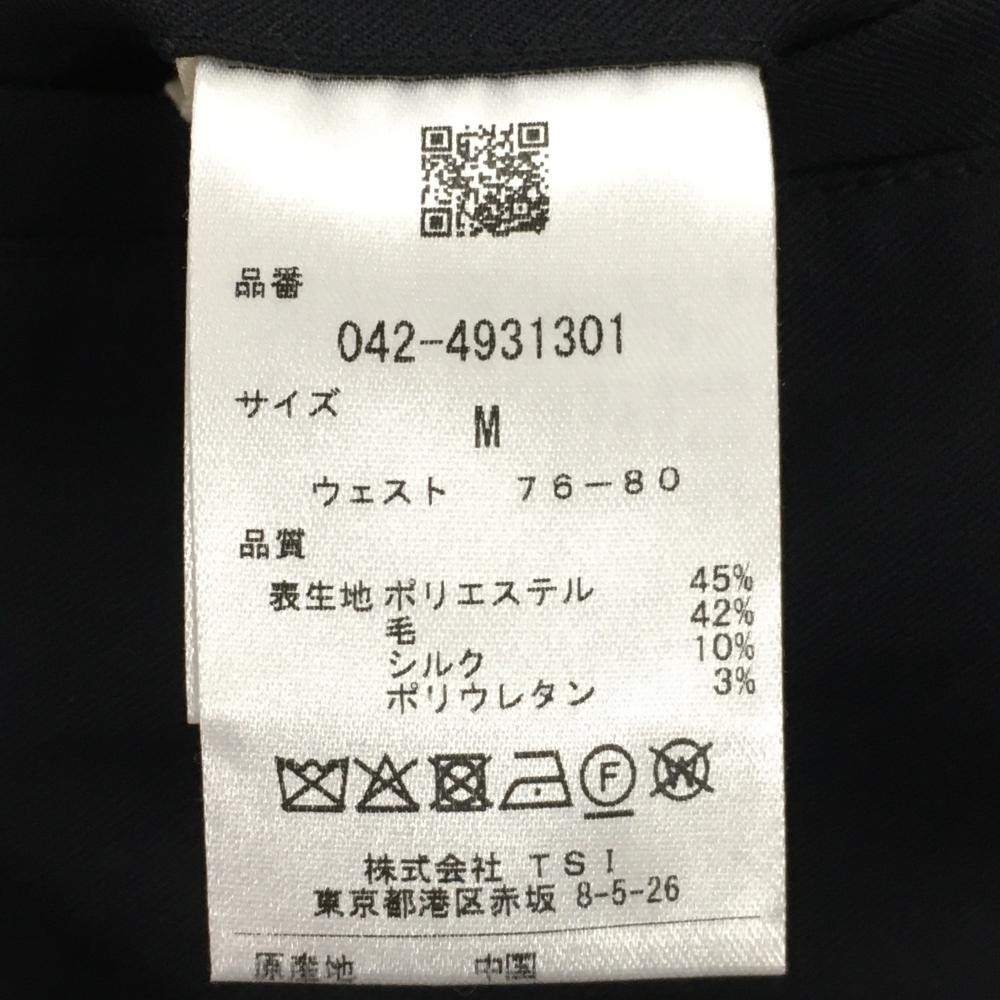 品番
042-4931301
サイズ
M
ウェスト 76-80
品質
表生地 ポリエステル 45%
毛 42%
シルク 10%
ポリウレタン 3%
F
W
株式会社 TSI
東京都港区赤坂 8-5-26
原産地 中国